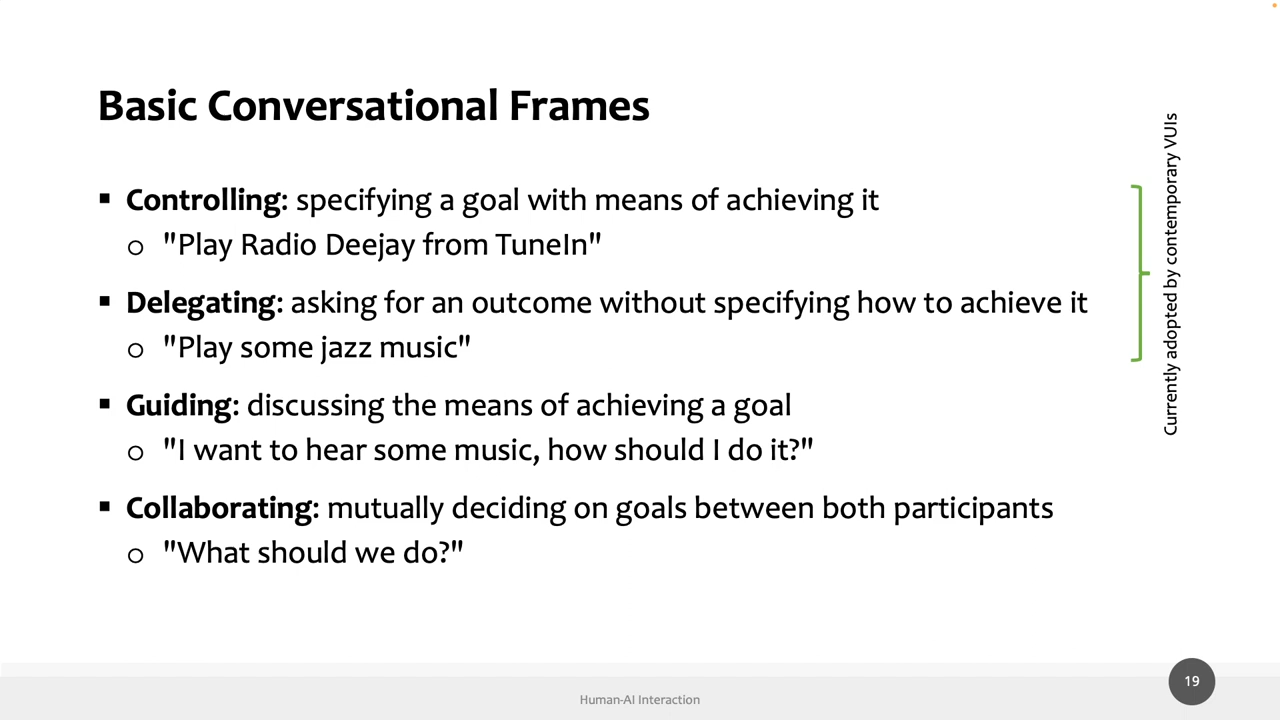 Basic Conversational Frames
▪ Controlling: specifying a goal with means of achieving it
o "Play Radio Deejay from TuneIn"
▪ Delegating: asking for an outcome without specifying how to achieve it
o "Play some jazz music"
▪ Guiding: discussing the means of achieving a goal
o "I want to hear some music, how should I do it?"
▪ Collaborating: mutually deciding on goals between both participants
o "What should we do?"
Currently adopted by contemporary VUIs
Human-AI Interaction
19